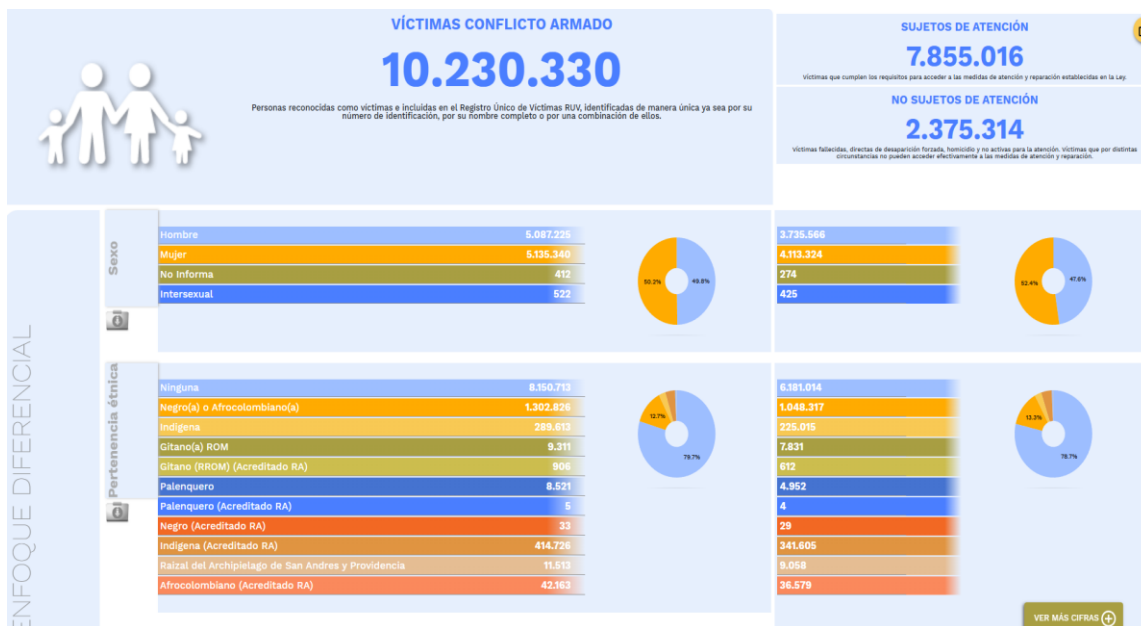 VÍCTIMAS CONFLICTO ARMADO
10.230.330
Personas reconocidas como víctimas e incluidas en el Registro Único de Víctimas RUV, identificadas de manera única ya sea por su
número de identificación, por su nombre completo o por una combinación de ellos.
SUJETOS DE ATENCIÓN
7.855.016
Víctimas que cumplen los requisitos para acceder a las medidas de atención y reparación establecidas en la Ley.
NO SUJETOS DE ATENCIÓN
2.375.314
Víctimas fallecidas, directas de desaparición forzada, homicidio y no activas para la atención. Víctimas que por distintas
circunstancias no pueden acceder efectivamente a las medidas de atención y reparación.
ENFOQUE DIFERENCIAL
Sexo
Hombre 5.087.225 3.735.566
Mujer 5.135.340 4.113.324
No Informa 412 274
Intersexual 522 425
50.2% 49.8%
52.4% 47.6%
Pertenencia étnica
Ninguna 8.150.713 6.181.014
Negro(a) o Afrocolombiano(a) 1.302.826 1.048.317
Indigena 289.613 225.015
Gitano(a) ROM 9.311 7.831
Gitano (RROM) (Acreditado RA) 906 612
Palenquero 8.521 4.952
Palenquero (Acreditado RA) 5 4
Negro (Acreditado RA) 33 29
Indigena (Acreditado RA) 414.726 341.605
Raizal del Archipielago de San Andres y Providencia 11.513 9.058
Afrocolombiano (Acreditado RA) 42.163 36.579
12.7%
79.7%
13.3%
78.7%
VER MÁS CIFRAS